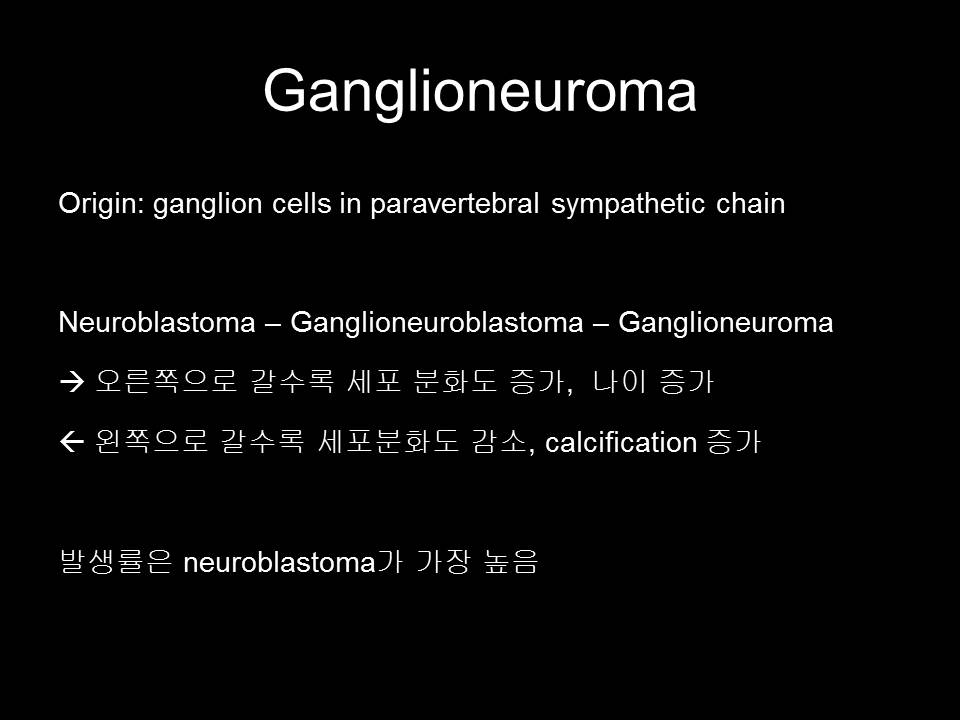 Ganglioneuroma
Origin: ganglion cells in paravertebral sympathetic chain
Neuroblastoma – Ganglioneuroblastoma – Ganglioneuroma
→ 오른쪽으로 갈수록 세포 분화도 증가, 나이 증가
← 왼쪽으로 갈수록 세포분화도 감소, calcification 증가
발생률은 neuroblastoma가 가장 높음